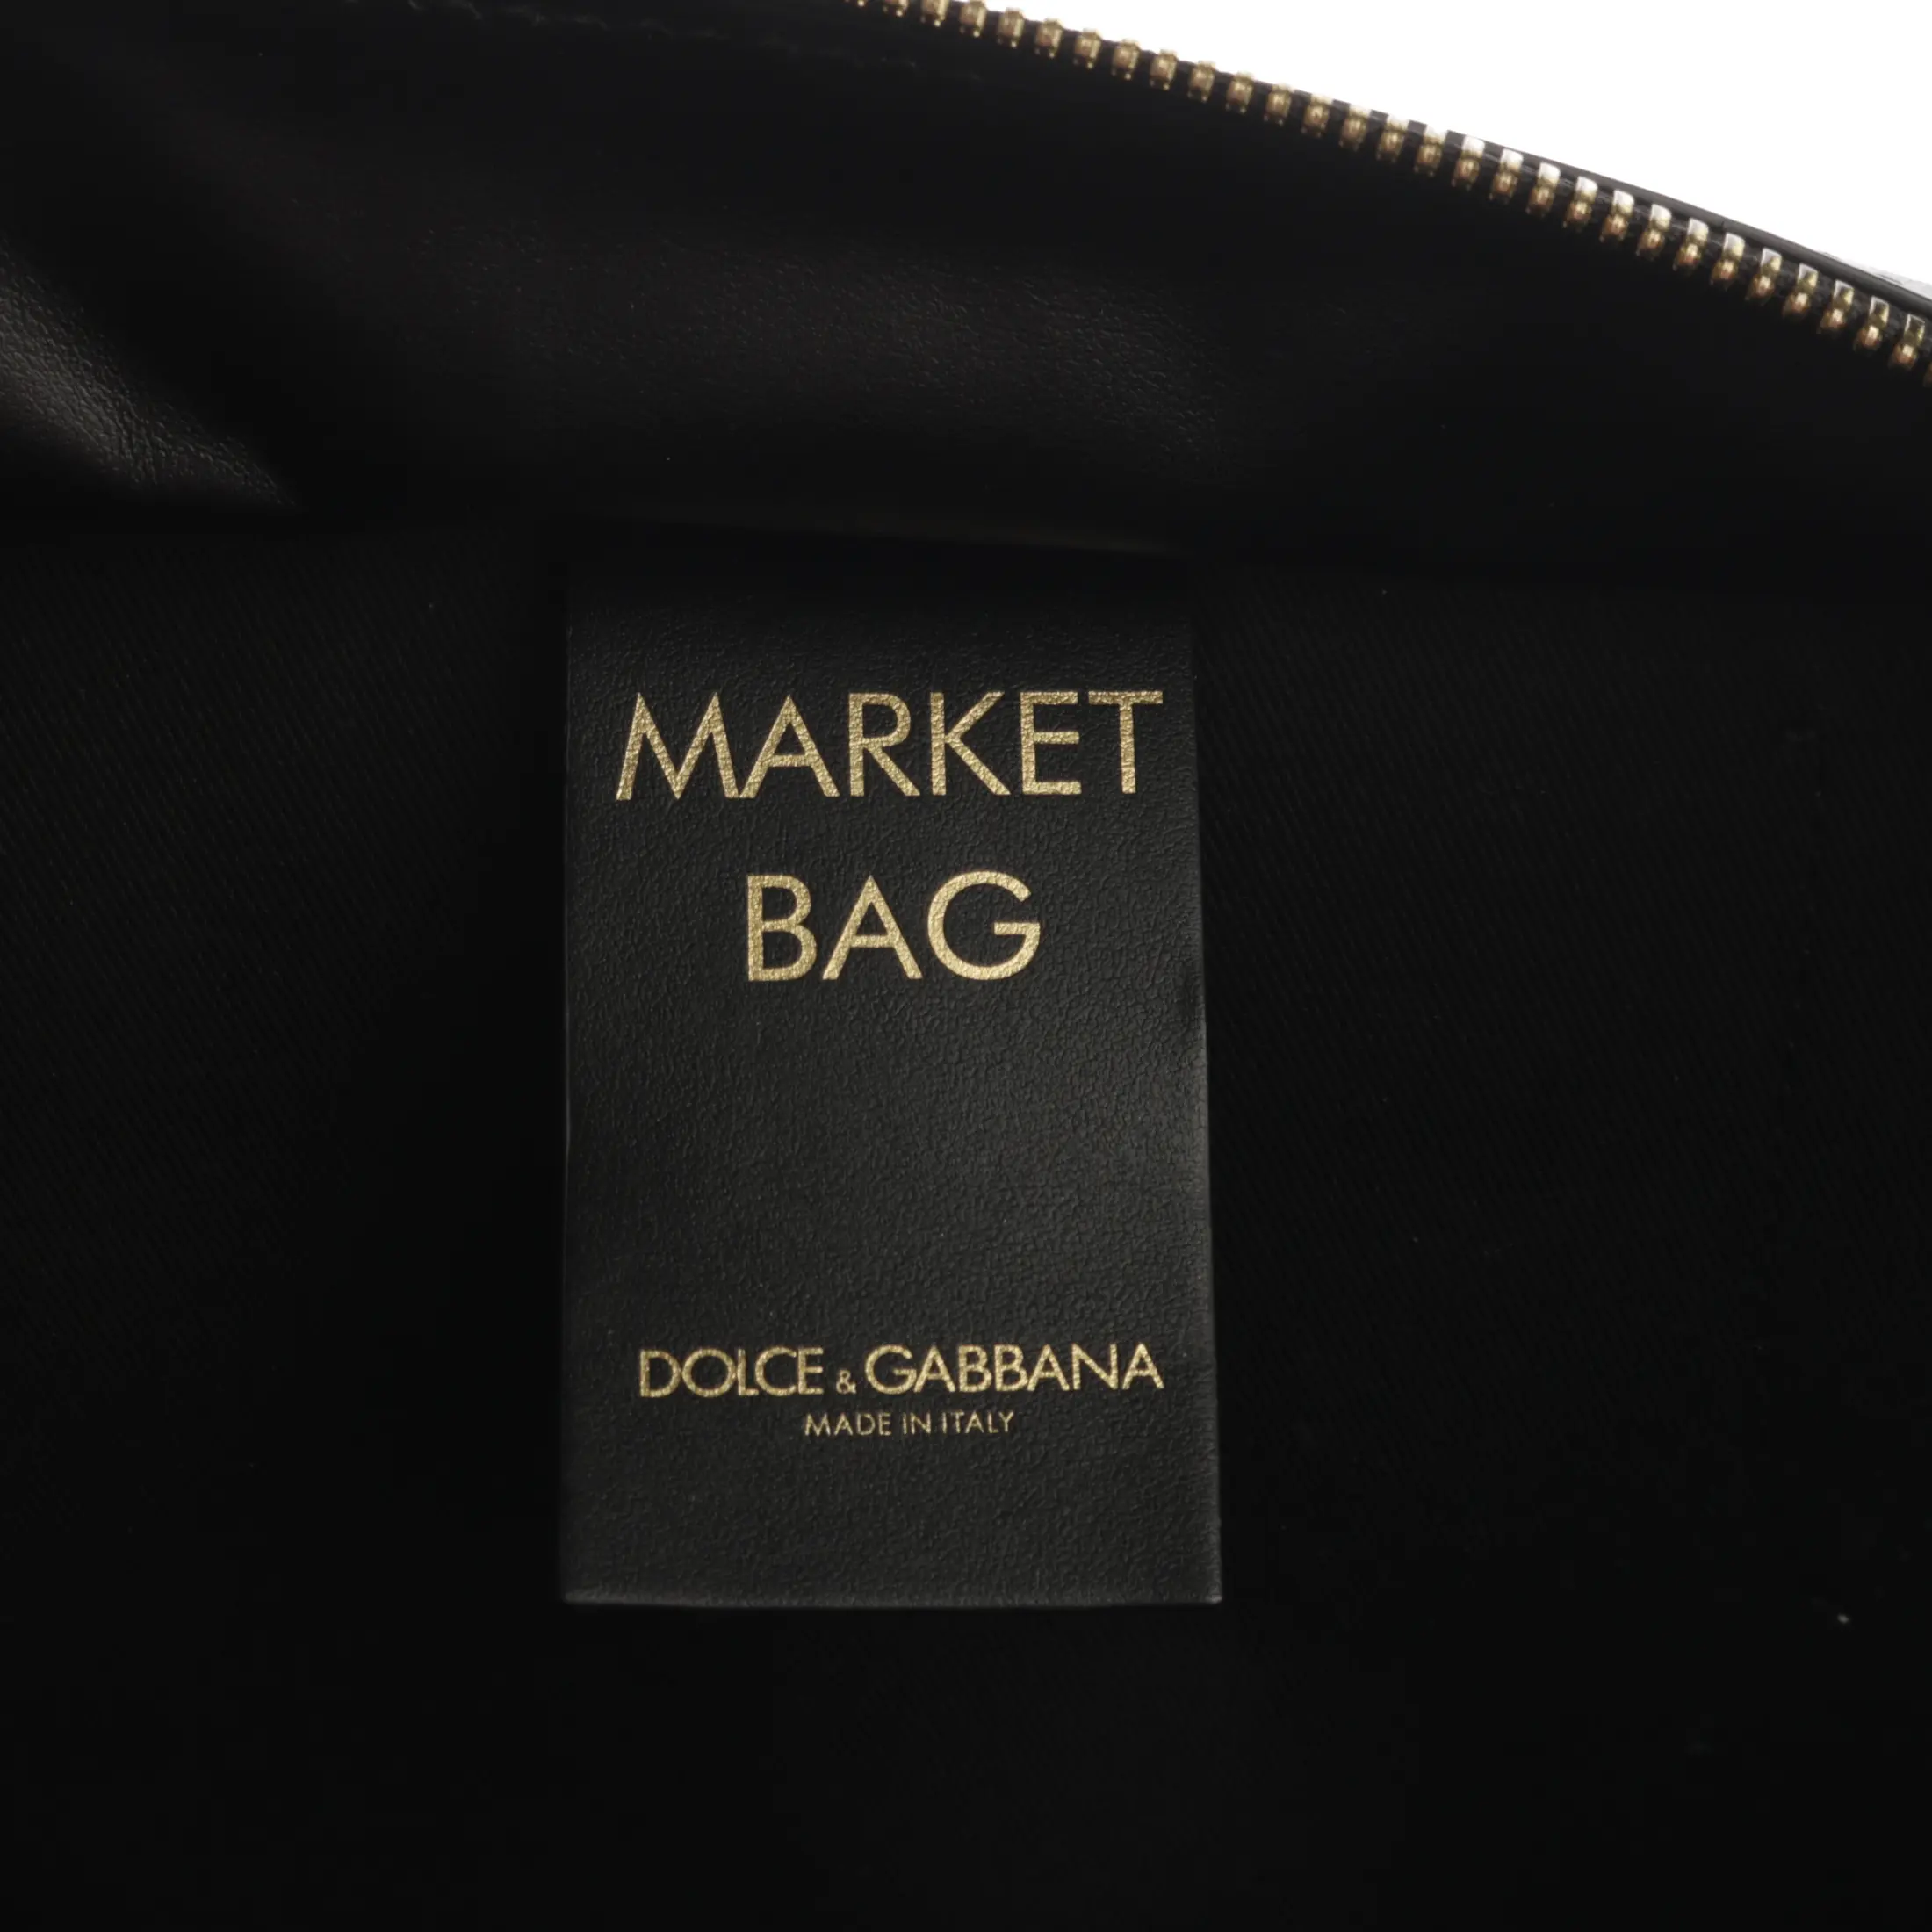 MARKET
BAG
DOLCE & GABBANA
MADE IN ITALY